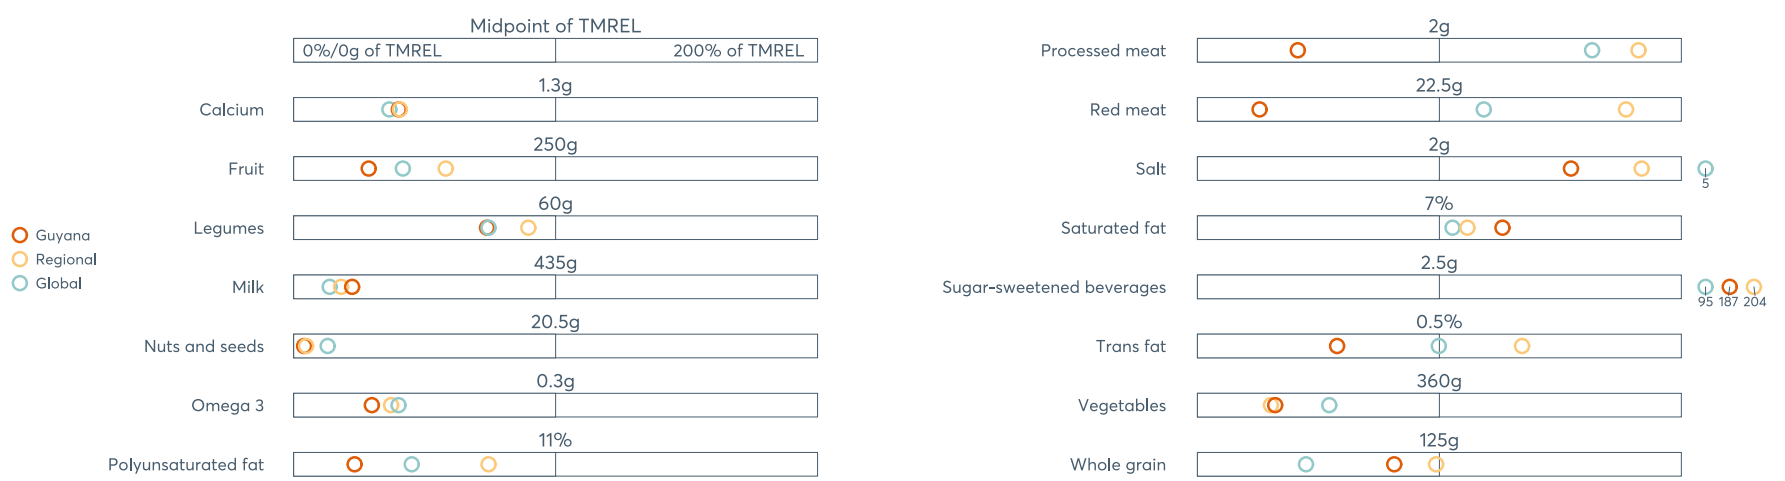 Midpoint of TMREL
0%/0g of TMREL 200% of TMREL
1.3g
Calcium
250g
Fruit
60g
Legumes
435g
Milk
20.5g
Nuts and seeds
0.3g
Omega 3
11%
Polyunsaturated fat
Guyana
Regional
Global
2g
Processed meat
22.5g
Red meat
2g
Salt
5
7%
Saturated fat
2.5g
Sugar-sweetened beverages
95 187 204
0.5%
Trans fat
360g
Vegetables
125g
Whole grain